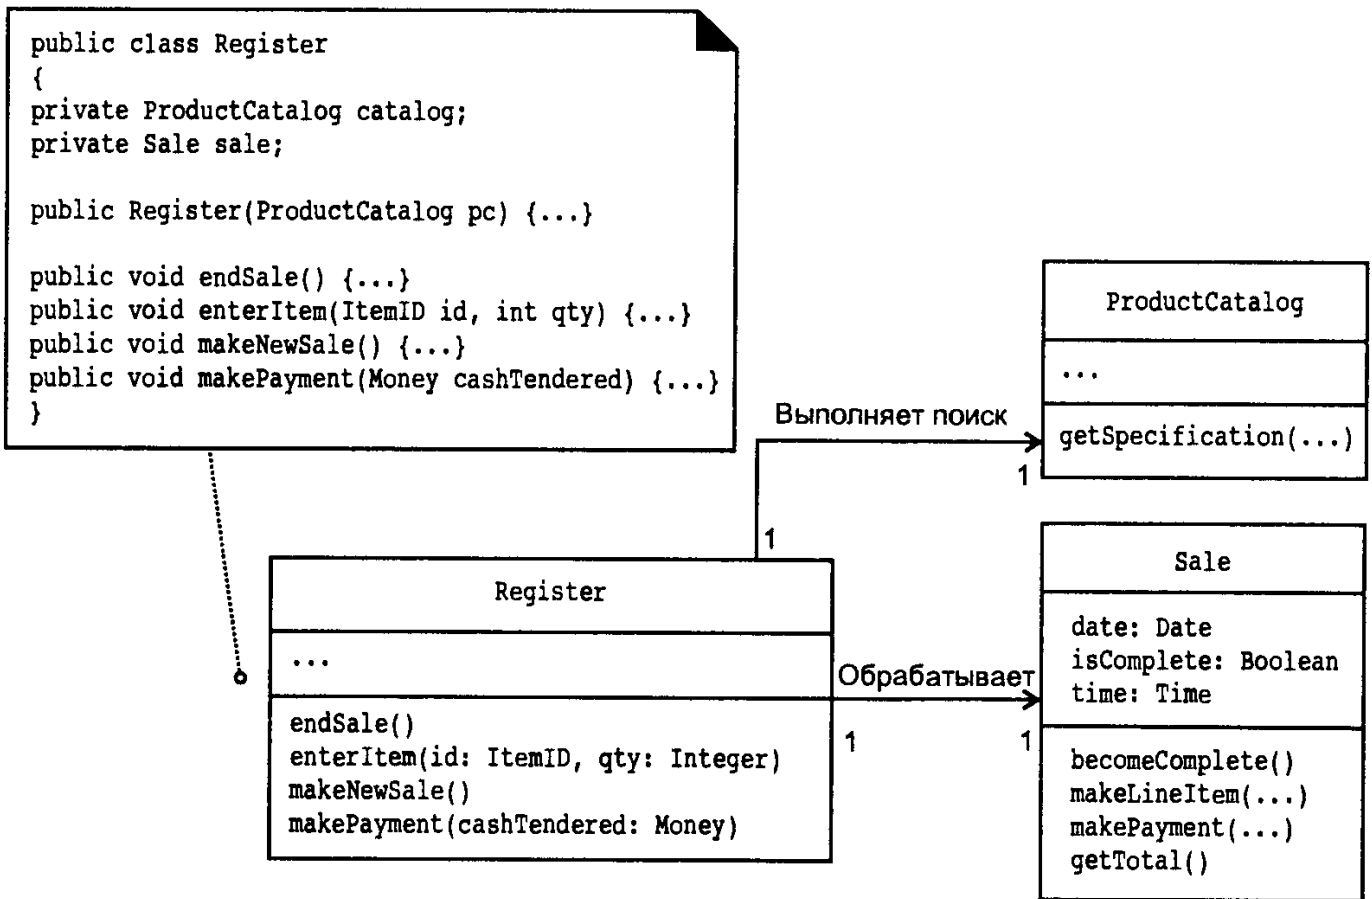 public class Register
{
private ProductCatalog catalog;
private Sale sale;
public Register(ProductCatalog pc) {...}
public void endSale() {...}
public void enterItem(ItemID id, int qty) {...}
public void makeNewSale() {...}
public void makePayment(Money cashTendered) {...}
}
Выполняет поиск
1
1
ProductCatalog
...
getSpecification(...)
Register
...
endSale()
enterItem(id: ItemID, qty: Integer)
makeNewSale()
makePayment(cashTendered: Money)
Обрабатывает
1
1
Sale
date: Date
isComplete: Boolean
time: Time
becomeComplete()
makeLineItem(...)
makePayment(...)
getTotal()